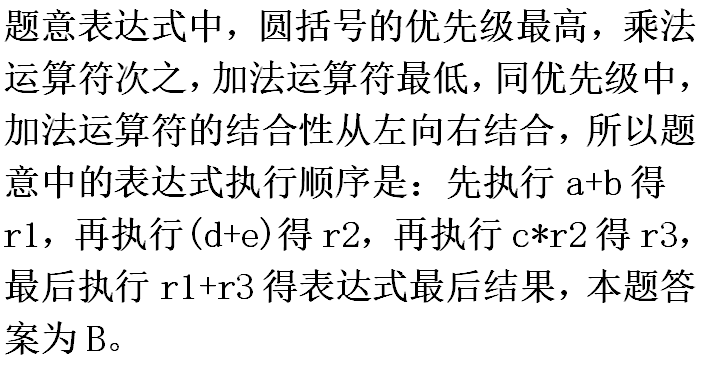 题意表达式中，圆括号的优先级最高，乘法
运算符次之，加法运算符最低，同优先级中，
加法运算符的结合性从左向右结合，所以题
意中的表达式执行顺序是：先执行 a+b 得
r1，再执行(d+e)得 r2，再执行 c*r2 得 r3，
最后执行 r1+r3 得表达式最后结果，本题答
案为 B。